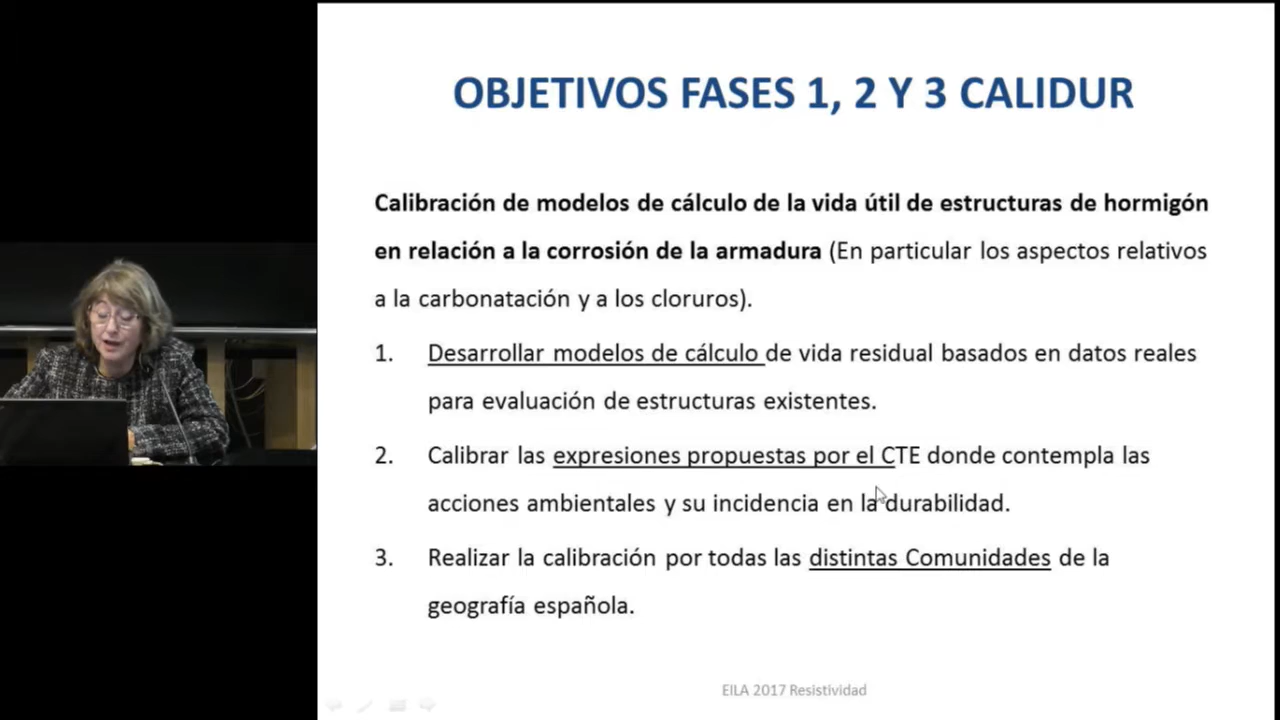 OBJETIVOS FASES 1, 2 Y 3 CALIDUR
Calibración de modelos de cálculo de la vida útil de estructuras de hormigón
en relación a la corrosión de la armadura (En particular los aspectos relativos
a la carbonatación y a los cloruros).
1. Desarrollar modelos de cálculo de vida residual basados en datos reales
para evaluación de estructuras existentes.
2. Calibrar las expresiones propuestas por el CTE donde contempla las
acciones ambientales y su incidencia en la durabilidad.
3. Realizar la calibración por todas las distintas Comunidades de la
geografía española.
EILA 2017 Resistividad